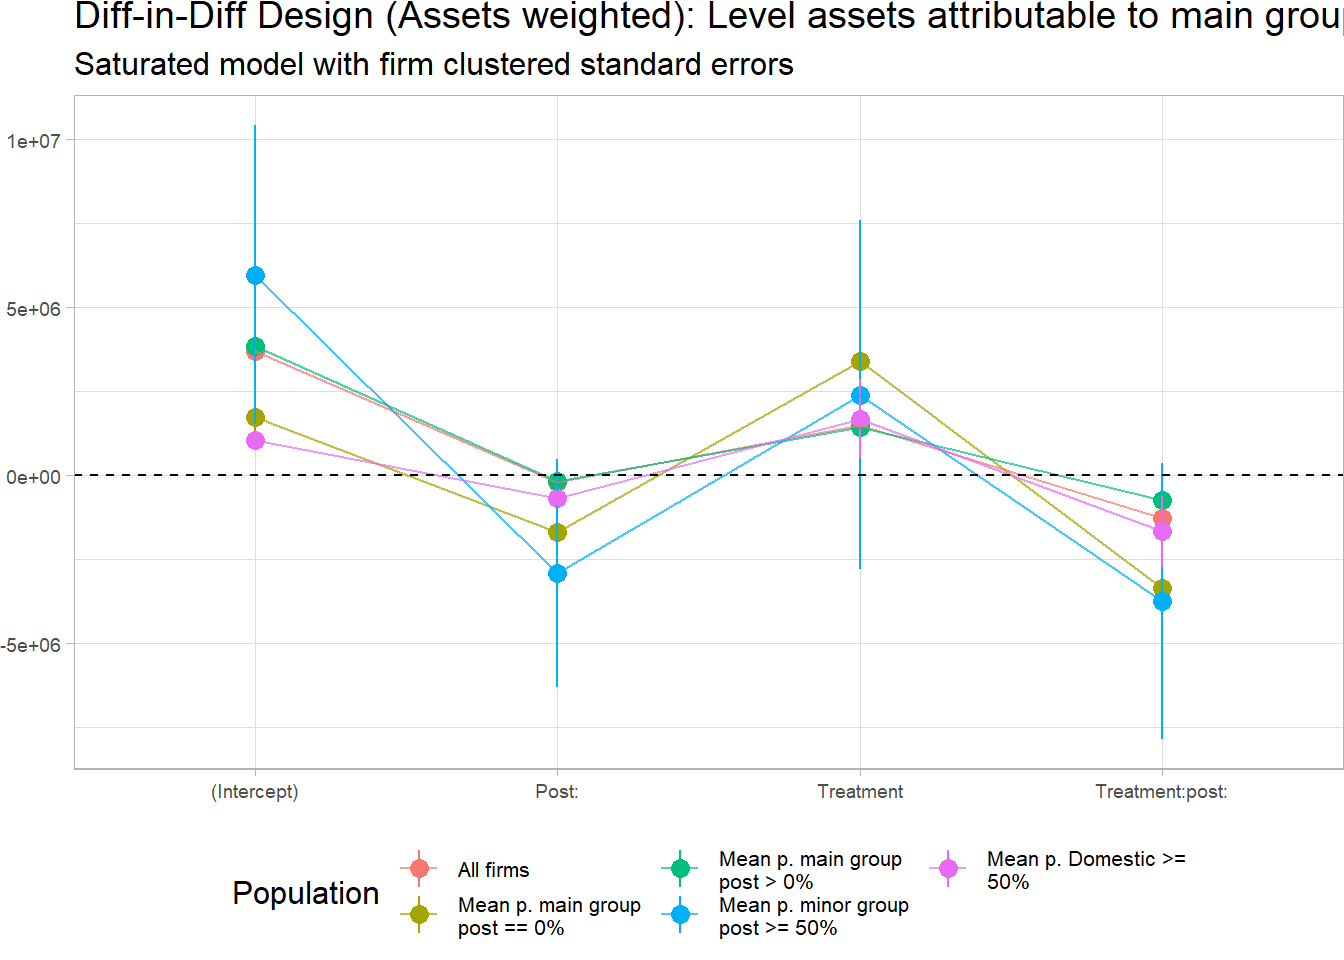 Diff-in-Diff Design (Assets weighted): Level assets attributable to main grou
Saturated model with firm clustered standard errors
1e+07
5e+06
0e+00
-5e+06
(Intercept)
Post:
Treatment
Treatment:post:
Population
All firms
Mean p. main group
post == 0%
Mean p. main group
post > 0%
Mean p. minor group
post >= 50%
Mean p. Domestic >=
50%